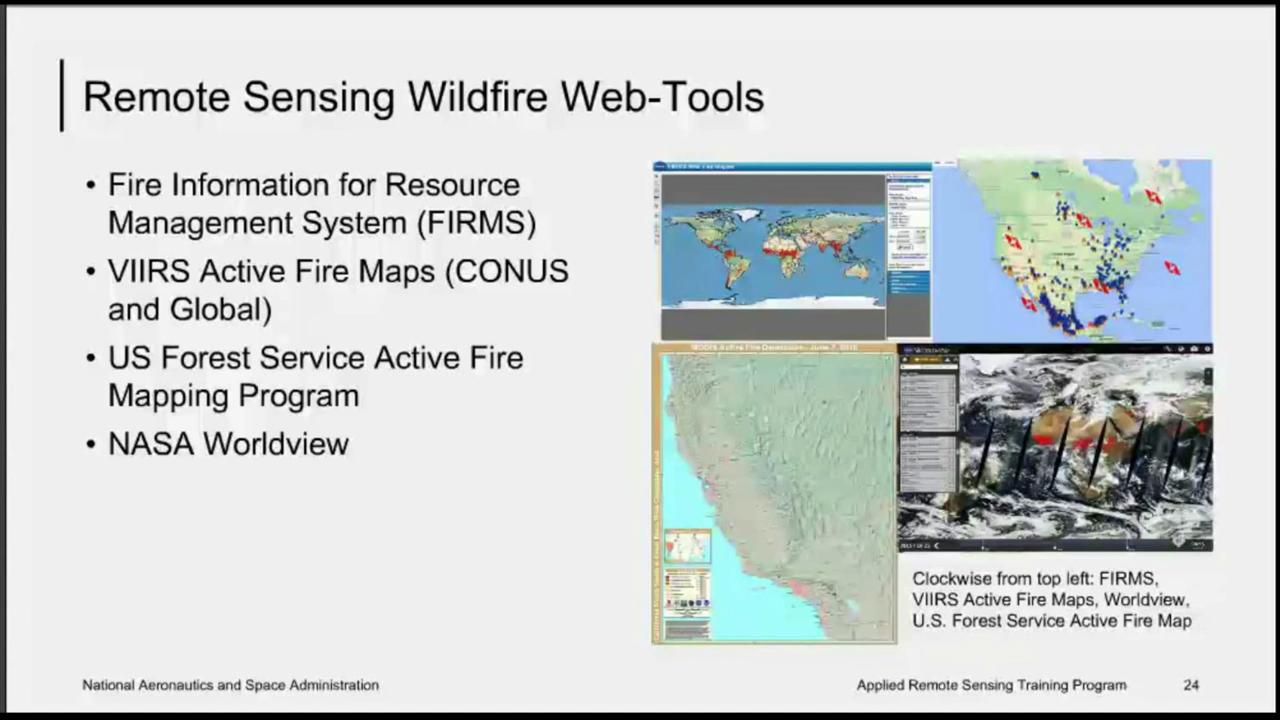 Remote Sensing Wildfire Web-Tools
• Fire Information for Resource
Management System (FIRMS)
• VIIRS Active Fire Maps (CONUS
and Global)
• US Forest Service Active Fire
Mapping Program
• NASA Worldview
Clockwise from top left: FIRMS,
VIIRS Active Fire Maps, Worldview,
U.S. Forest Service Active Fire Map
National Aeronautics and Space Administration
Applied Remote Sensing Training Program
24